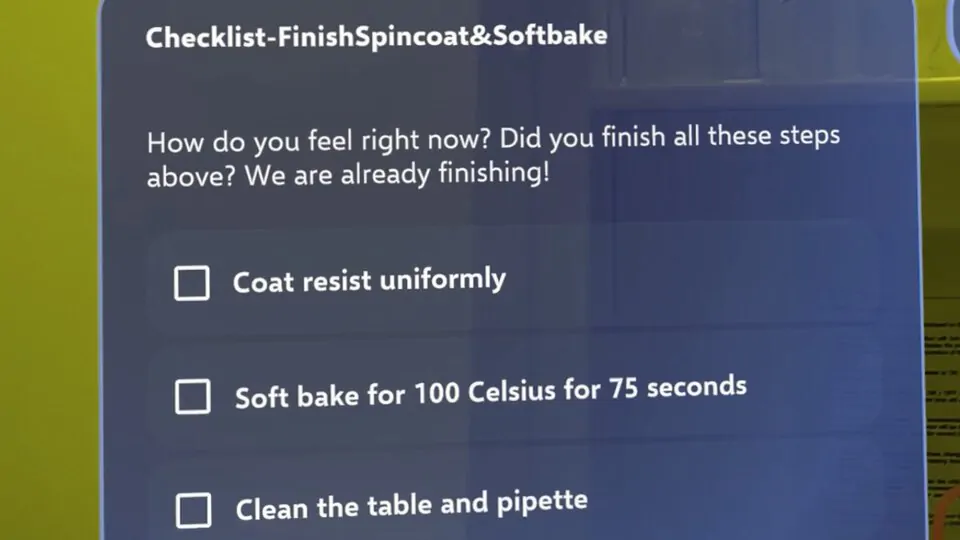 Checklist-FinishSpincoat&Softbake
How do you feel right now? Did you finish all these steps
above? We are already finishing!
Coat resist uniformly
Soft bake for 100 Celsius for 75 seconds
Clean the table and pipette